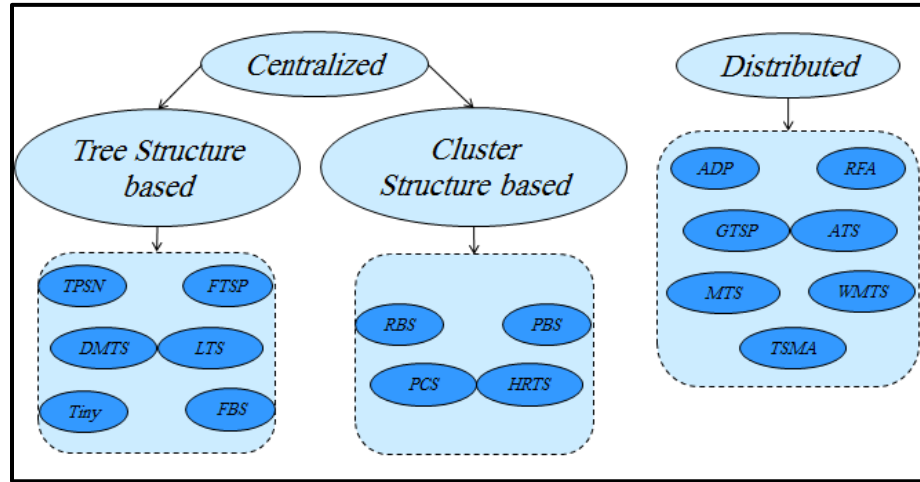 Centralized
Distributed
Tree Structure
based
Cluster
Structure based
TPSN
FTSP
DMTS
LTS
Tiny
FBS
RBS
PBS
PCS
HRTS
ADP
RFA
GTSP
ATS
MTS
WMTS
TSMA